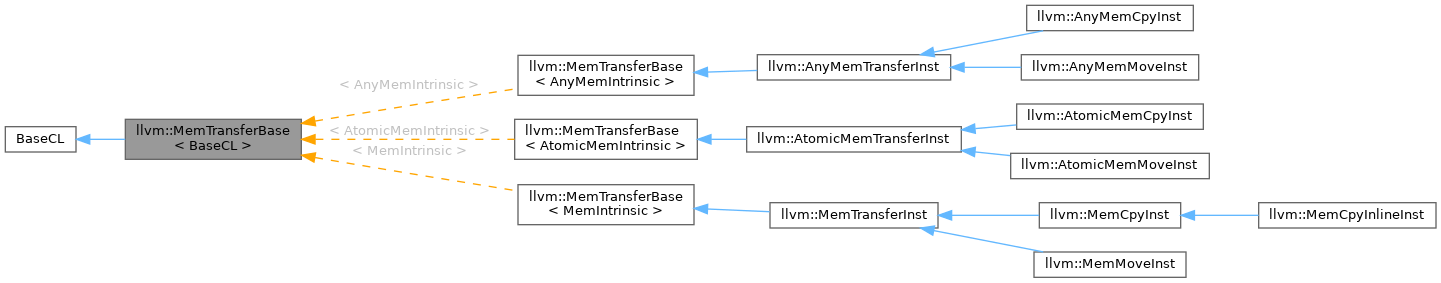 llvm::AnyMemCpyInst
llvm::MemTransferBase
< AnyMemIntrinsic >
llvm::AnyMemTransferInst
llvm::AnyMemMoveInst
< AnyMemIntrinsic >
BaseCL
llvm::MemTransferBase
< BaseCL >
< AtomicMemIntrinsic >
llvm::MemTransferBase
< AtomicMemIntrinsic >
llvm::AtomicMemTransferInst
llvm::AtomicMemCpyInst
llvm::AtomicMemMoveInst
< MemIntrinsic >
llvm::MemTransferBase
< MemIntrinsic >
llvm::MemTransferInst
llvm::MemCpyInst
llvm::MemCpyInlineInst
llvm::MemMoveInst